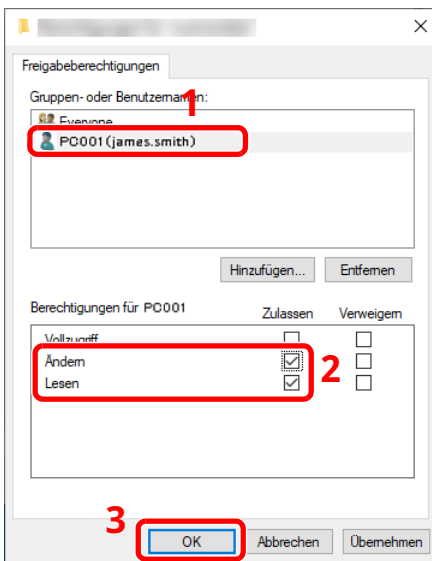 Freigabeberechtigungen
Gruppen- oder Benutzernamen:
1
Everyone
PC001(james.smith)
Hinzufügen... Entfernen
Berechtigungen für PC001 Zulassen Verweigern
Vollzugriff
Ändern 2
Lesen
3
OK Abbrechen Übernehmen